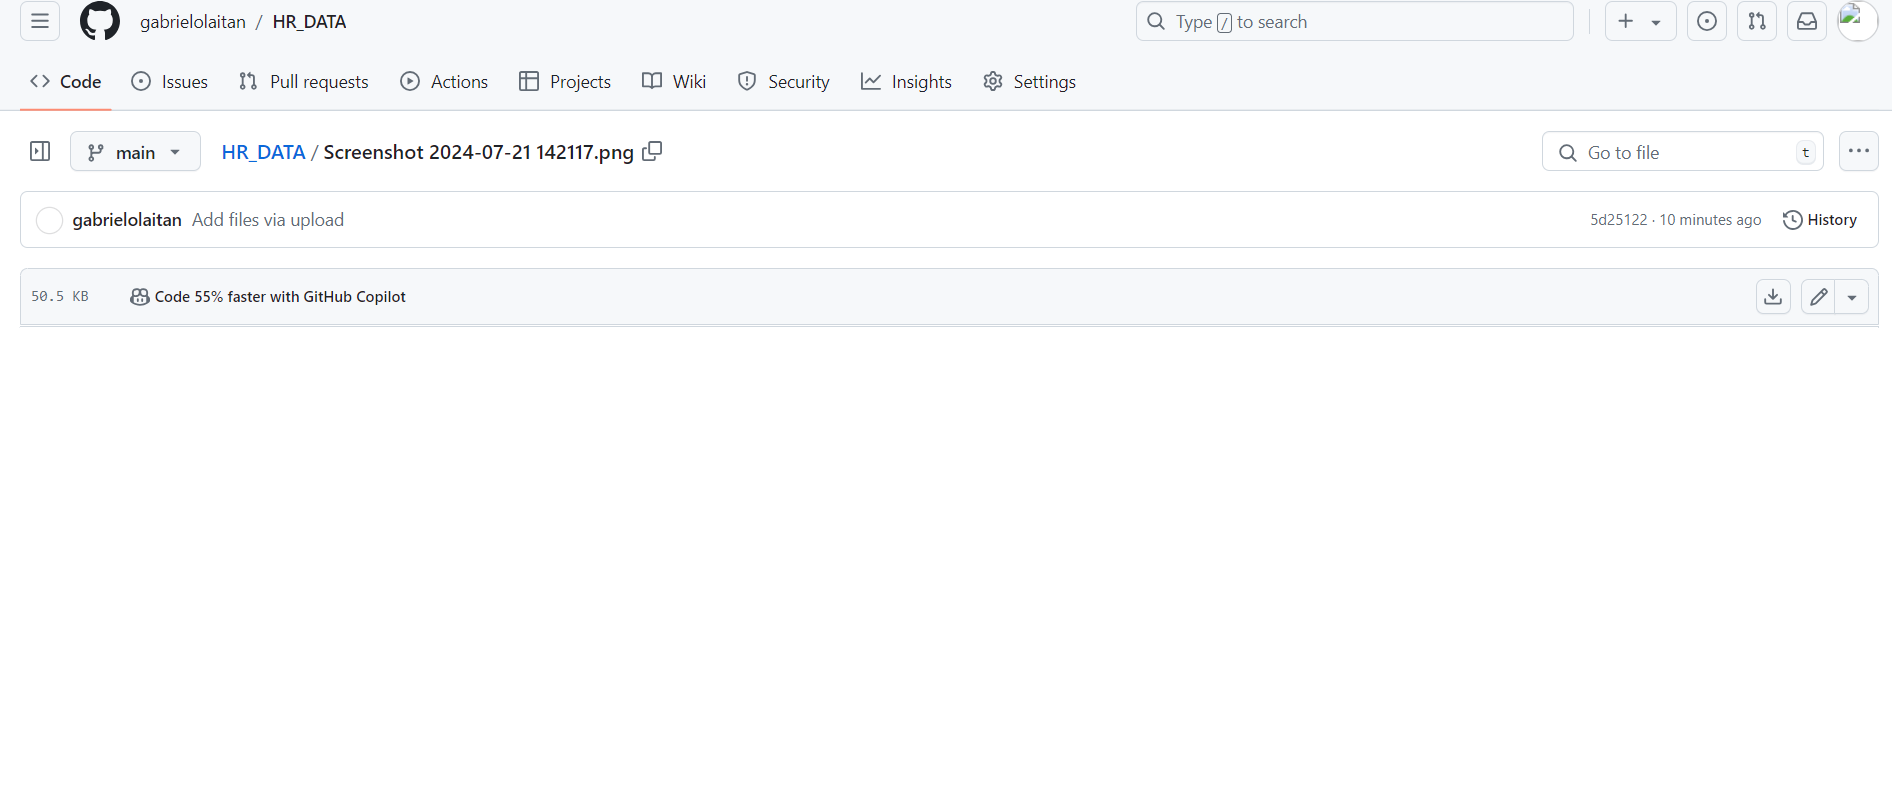 gabrielolaitan / HR_DATA
Type / to search
Code
Issues
Pull requests
Actions
Projects
Wiki
Security
Insights
Settings
main
HR_DATA / Screenshot 2024-07-21 142117.png
Go to file
t
gabrielolaitan Add files via upload
5d25122 · 10 minutes ago
History
50.5 KB
Code 55% faster with GitHub Copilot